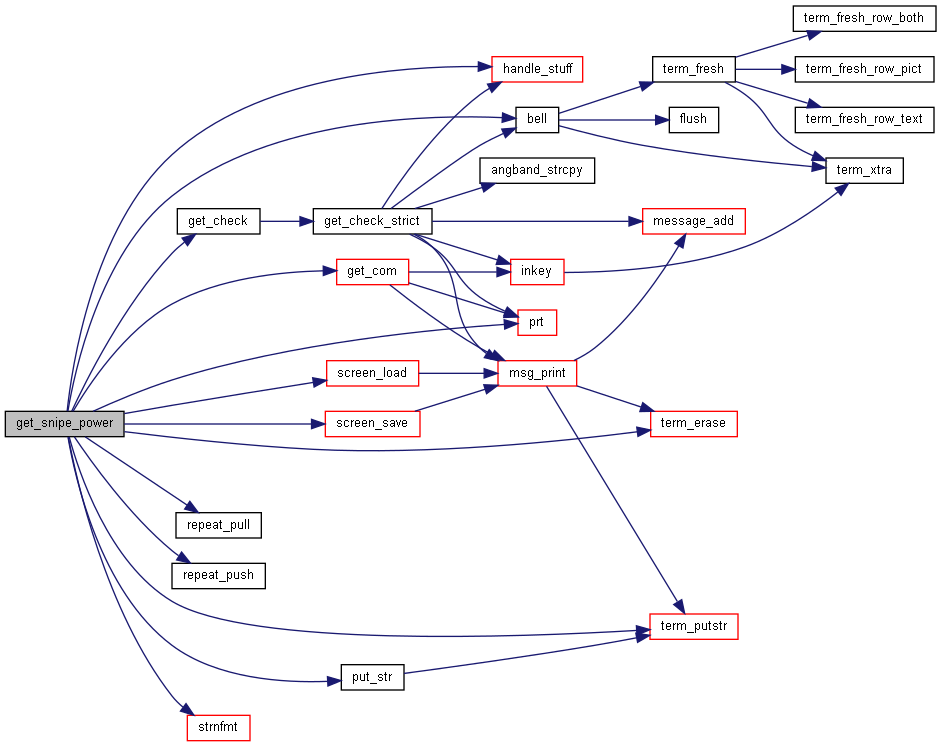 term_fresh_row_both
handle_stuff
term_fresh
term_fresh_row_pict
bell
flush
term_fresh_row_text
angband_strcpy
term_xtra
get_check
get_check_strict
message_add
get_com
inkey
prt
screen_load
msg_print
get_snipe_power
screen_save
term_erase
repeat_pull
repeat_push
term_putstr
put_str
strnfmt